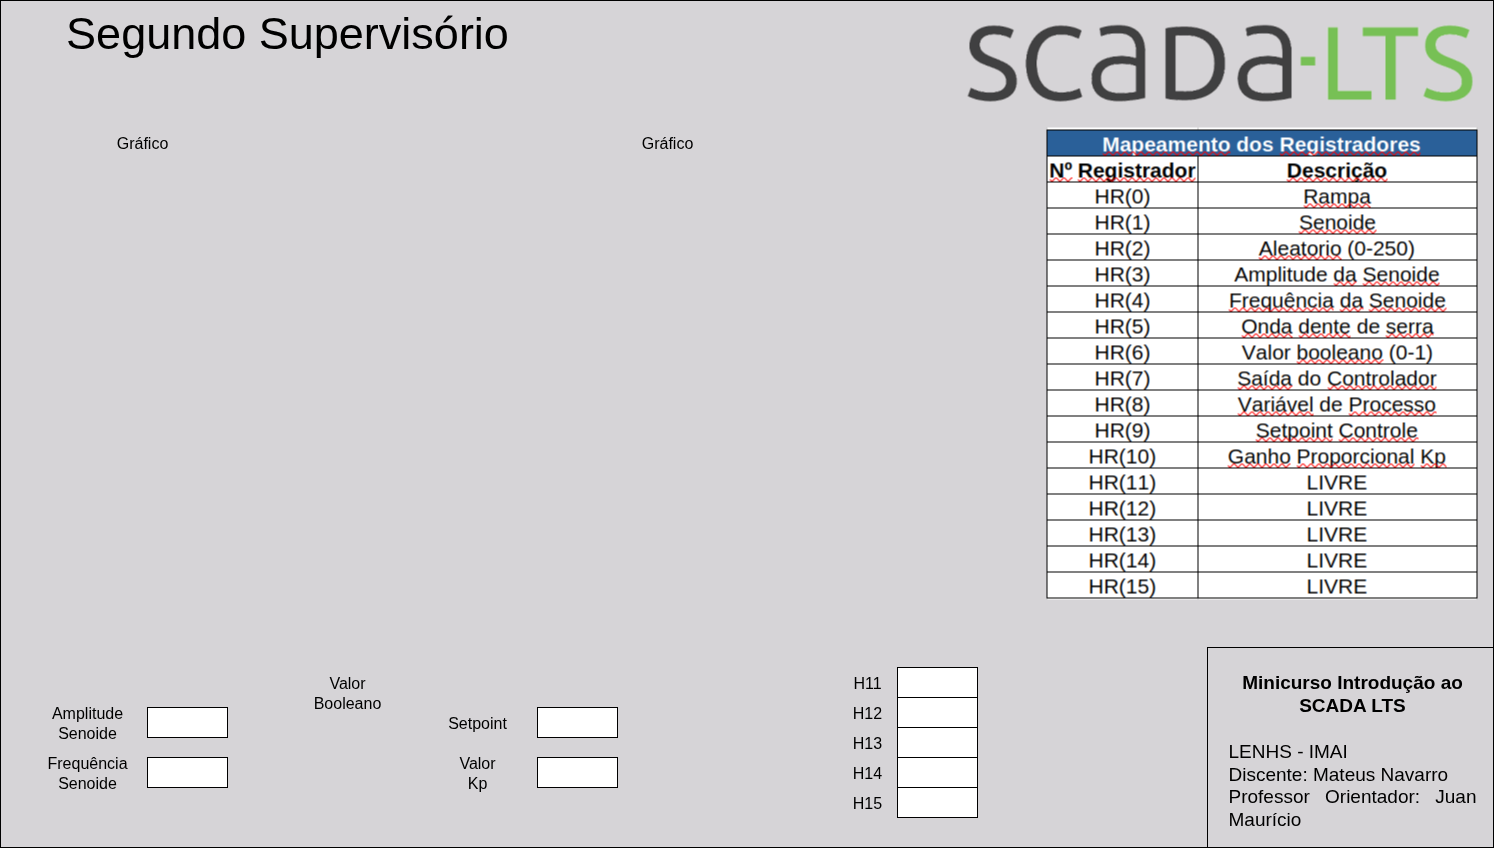 Segundo Supervisório
SCADA-LTS
Gráfico
Gráfico
Mapeamento dos Registradores
Nº Registrador Descrição
HR(0) Rampa
HR(1) Senoide
HR(2) Aleatorio (0-250)
HR(3) Amplitude da Senoide
HR(4) Frequência da Senoide
HR(5) Onda dente de serra
HR(6) Valor booleano (0-1)
HR(7) Saída do Controlador
HR(8) Variável de Processo
HR(9) Setpoint Controle
HR(10) Ganho Proporcional Kp
HR(11) LIVRE
HR(12) LIVRE
HR(13) LIVRE
HR(14) LIVRE
HR(15) LIVRE
Amplitude
Senoide
Frequência
Senoide
Valor
Booleano
Setpoint
Valor
Kp
H11
H12
H13
H14
H15
Minicurso Introdução ao
SCADA LTS
LENHS - IMAI
Discente: Mateus Navarro
Professor Orientador: Juan
Maurício